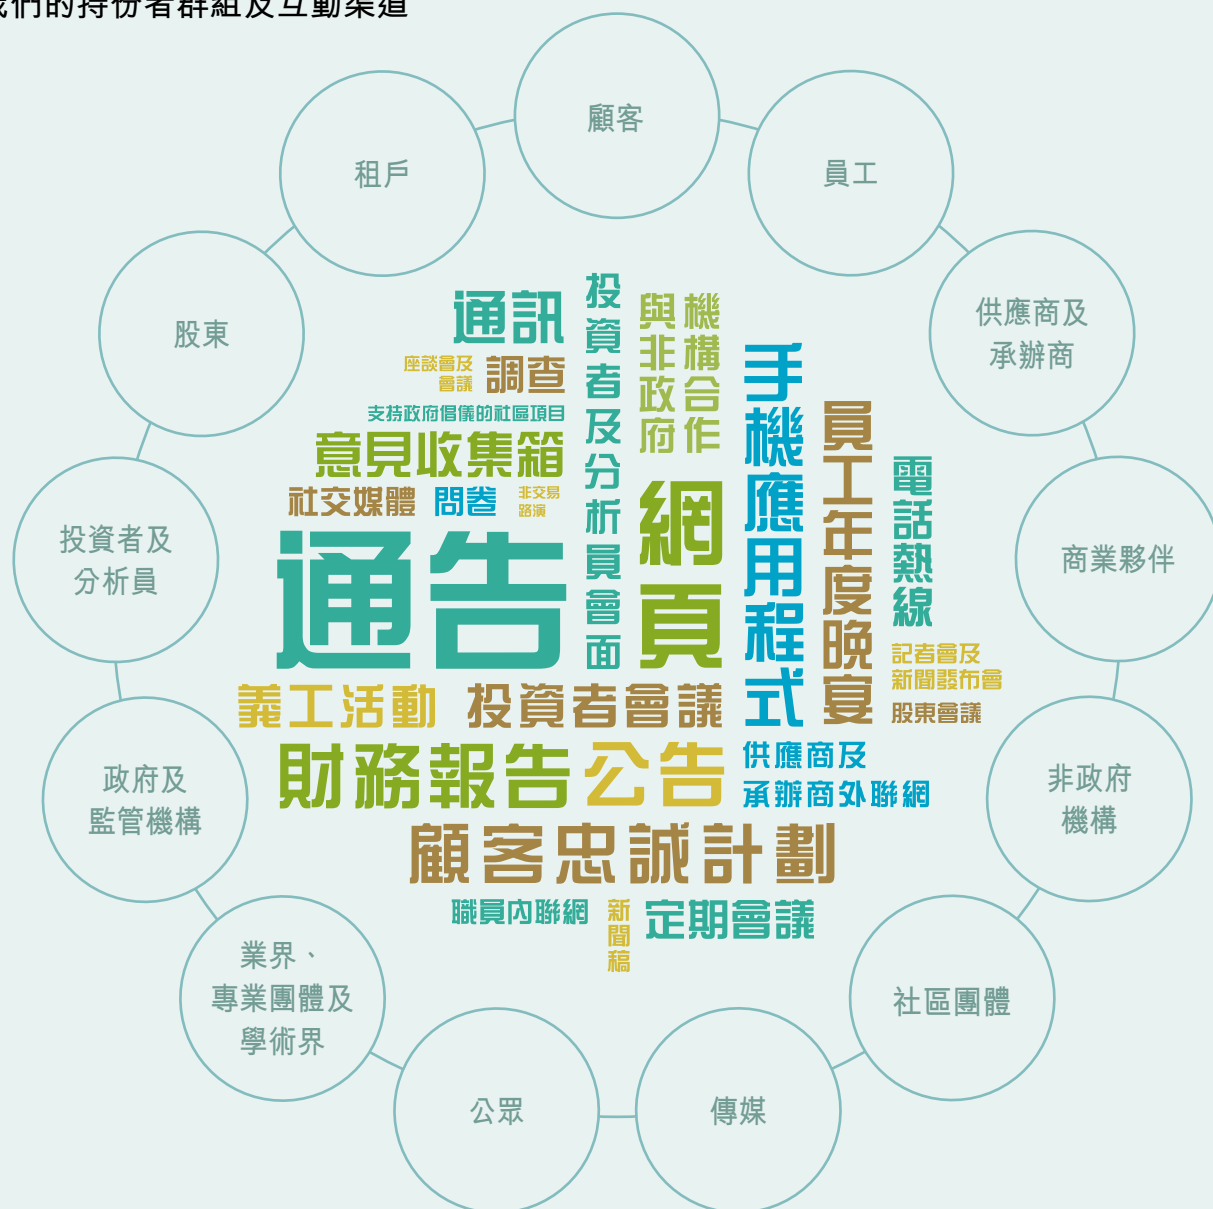 我們的持份者群組及互動渠道
顧客
員工
供應商及
承辦商
商業夥伴
非政府
機構
社區團體
傳媒
公眾
業界、
專業團體及
學術界
政府及
監管機構
投資者及
分析員
股東
租戶
通訊
座談會及
會議
調查
支持政府倡儀的社區項目
意見收集箱
社交媒體
問卷
非交易
路演
通告
投資者及分析員會面
與非政府
機構合作
網頁
手機應用程式
員工年度晚宴
電話熱線
記者會及
新聞發布會
股東會議
義工活動
投資者會議
財務報告
公告
供應商及
承辦商外聯網
顧客忠誠計劃
職員內聯網
新聞稿
定期會議